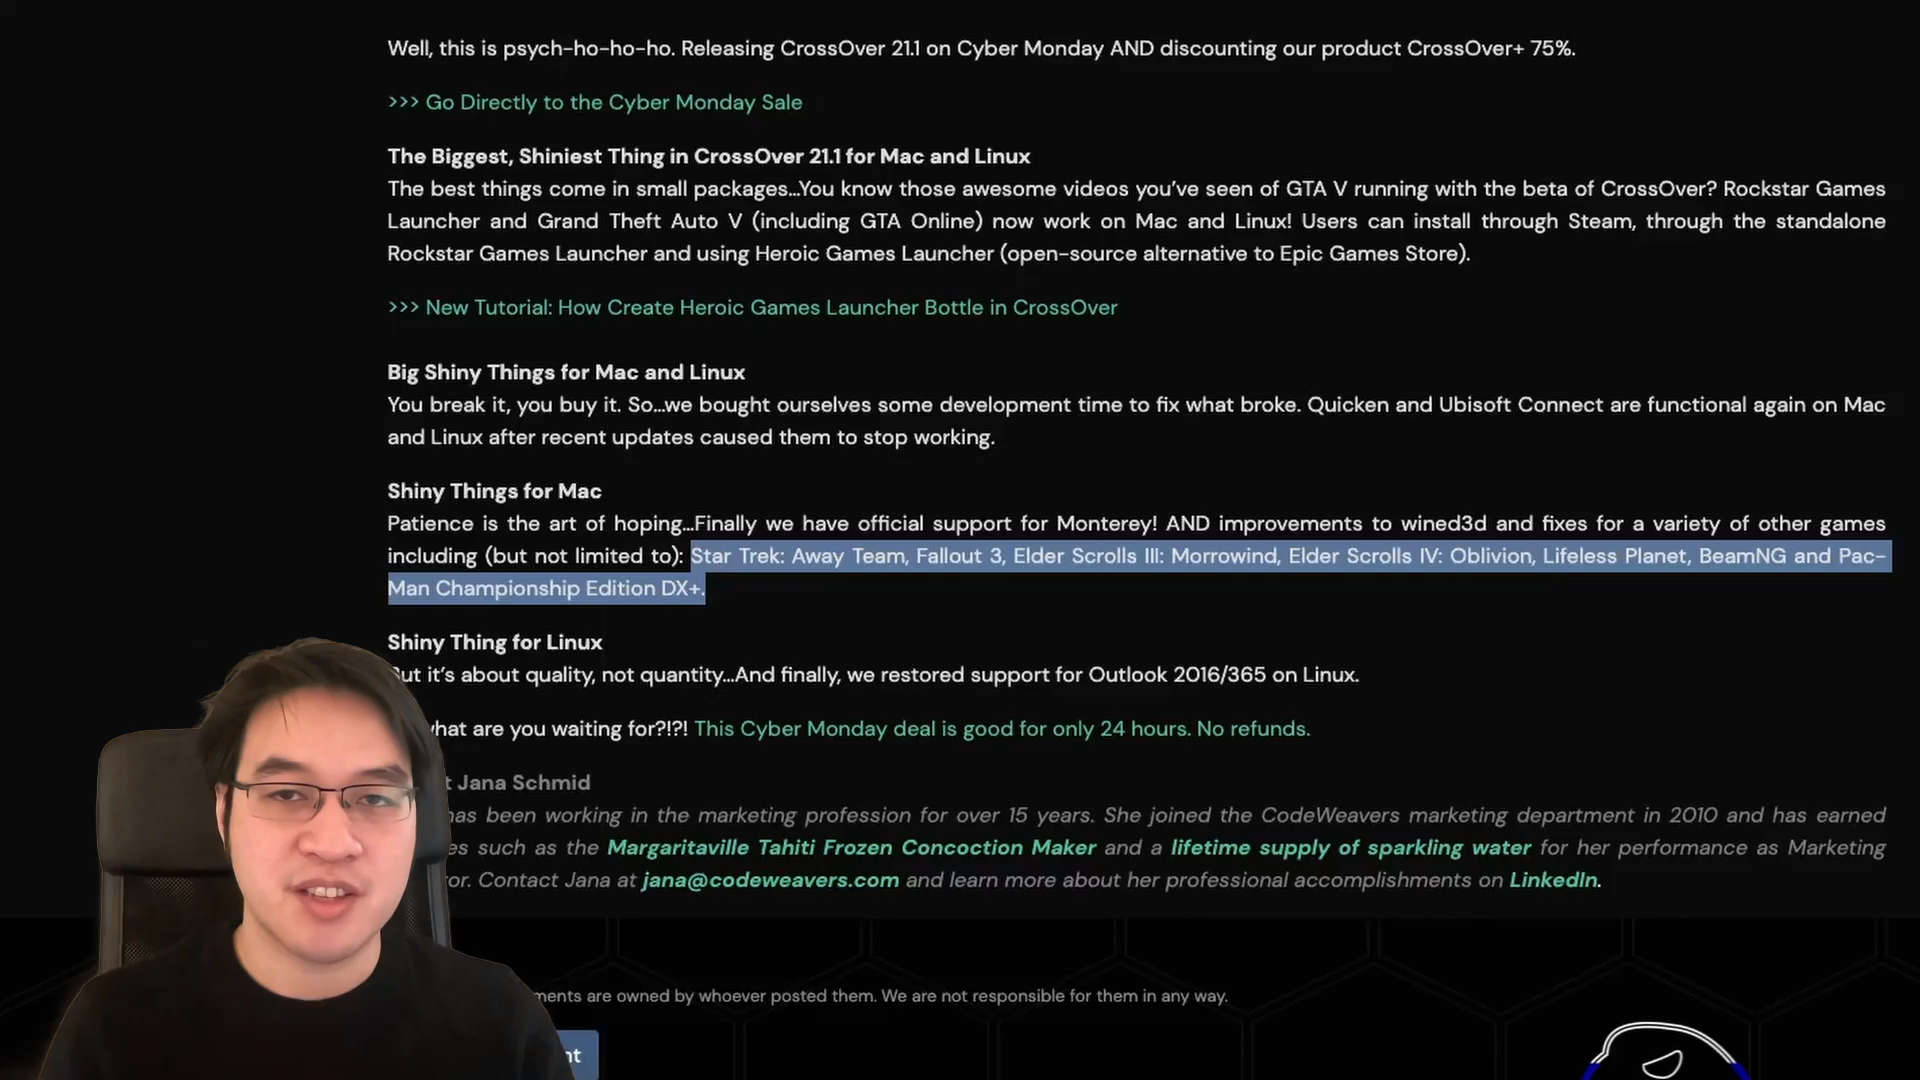 Well, this is psych-ho-ho-ho. Releasing CrossOver 21.1 on Cyber Monday AND discounting our product CrossOver+ 75%.
>>> Go Directly to the Cyber Monday Sale
The Biggest, Shiniest Thing in CrossOver 21.1 for Mac and Linux
The best things come in small packages...You know those awesome videos you've seen of GTA V running with the beta of CrossOver? Rockstar Games
Launcher and Grand Theft Auto V (including GTA Online) now work on Mac and Linux! Users can install through Steam, through the standalone
Rockstar Games Launcher and using Heroic Games Launcher (open-source alternative to Epic Games Store).
>>> New Tutorial: How Create Heroic Games Launcher Bottle in CrossOver
Big Shiny Things for Mac and Linux
You break it, you buy it. So...we bought ourselves some development time to fix what broke. Quicken and Ubisoft Connect are functional again on Mac
and Linux after recent updates caused them to stop working.
Shiny Things for Mac
Patience is the art of hoping...Finally we have official support for Monterey! AND improvements to wined3d and fixes for a variety of other games
including (but not limited to): Star Trek: Away Team, Fallout 3, Elder Scrolls III: Morrowind, Elder Scrolls IV: Oblivion, Lifeless Planet, BeamNG and Pac-
Man Championship Edition DX+.
Shiny Thing for Linux
But it's about quality, not quantity...And finally, we restored support for Outlook 2016/365 on Linux.
what are you waiting for?!?! This Cyber Monday deal is good for only 24 hours. No refunds.
Jana Schmid
has been working in the marketing profession for over 15 years. She joined the CodeWeavers marketing department in 2010 and has earned
such as the Margaritaville Tahiti Frozen Concoction Maker and a lifetime supply of sparkling water for her performance as Marketing
Contact Jana at jana@codeweavers.com and learn more about her professional accomplishments on LinkedIn.
are owned by whoever posted them. We are not responsible for them in any way.